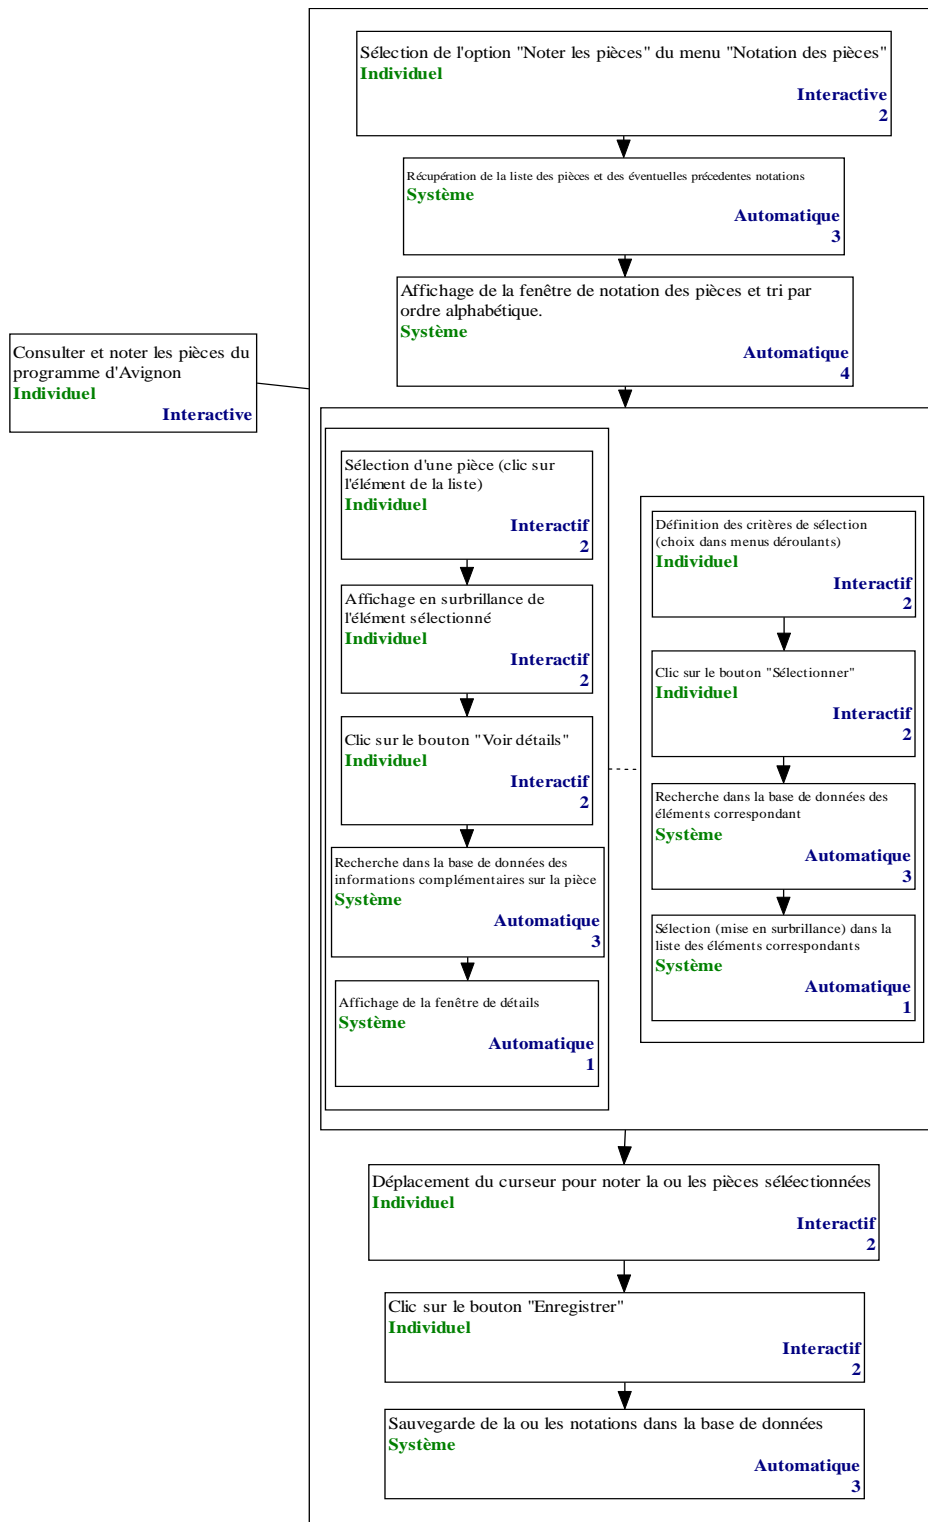 Sélection de l'option "Noter les pièces" du menu "Notation des pièces"
Individuel
Interactive
2
Récupération de la liste des pièces et des éventuelles précedentes notations
Système
Automatique
3
Affichage de la fenêtre de notation des pièces et tri par
ordre alphabétique.
Système
Automatique
4
Consulter et noter les pièces du
programme d'Avignon
Individuel
Interactive
Sélection d'une pièce (clic sur
l'élément de la liste)
Individuel
Interactif
2
Affichage en surbrillance de
l'élément sélectionné
Individuel
Interactif
2
Clic sur le bouton "Voir détails"
Individuel
Interactif
2
Recherche dans la base de données des
informations complémentaires sur la pièce
Système
Automatique
3
Affichage de la fenêtre de détails
Système
Automatique
1
Définition des critères de sélection
(choix dans menus déroulants)
Individuel
Interactif
2
Clic sur le bouton "Sélectionner"
Individuel
Interactif
2
Recherche dans la base de données des
éléments correspondant
Système
Automatique
3
Sélection (mise en surbrillance) dans la
liste des éléments correspondants
Système
Automatique
1
Déplacement du curseur pour noter la ou les pièces séléectionnées
Individuel
Interactif
2
Clic sur le bouton "Enregistrer"
Individuel
Interactif
2
Sauvegarde de la ou les notations dans la base de données
Système
Automatique
3